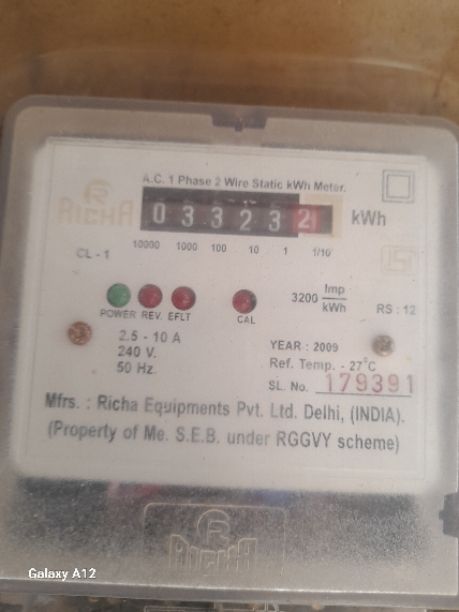 A.C. 1 Phase 2 Wire Static kWh Meter.
RICHA
0 3 3 2 3 2 kWh
10000 1000 100 10 1 1/10
CL - 1
3200 Imp/kWh
RS : 12
POWER REV. EFLT CAL
2.5 - 10 A
240 V.
50 Hz.
YEAR : 2009
Ref. Temp. - 27°C
SL. No. 179391
Mfrs. : Richa Equipments Pvt. Ltd. Delhi, (INDIA).
(Property of Me. S.E.B. under RGGVY scheme)
RICHA
Galaxy A12